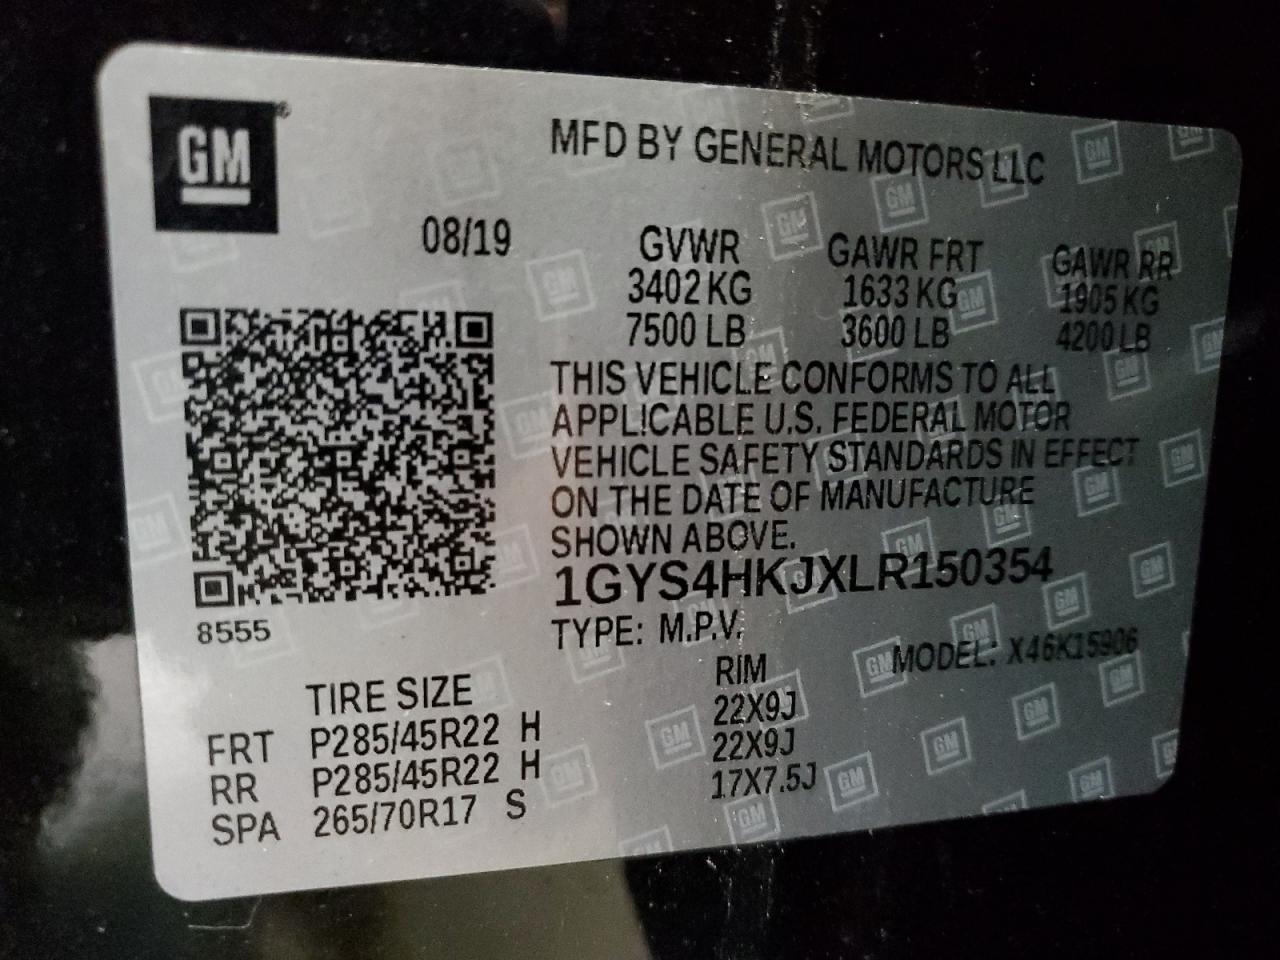 GM
MFD BY GENERAL MOTORS LLC
08/19
GVWR GAWR FRT GAWR RR
3402 KG 1633 KG 1905 KG
7500 LB 3600 LB 4200 LB
THIS VEHICLE CONFORMS TO ALL
APPLICABLE U.S. FEDERAL MOTOR
VEHICLE SAFETY STANDARDS IN EFFECT
ON THE DATE OF MANUFACTURE
SHOWN ABOVE.
1GYS4HKJXLR150354
8555
TYPE: M.P.V. MODEL: X46K15906
TIRE SIZE RIM
FRT P285/45R22 H 22X9J
RR P285/45R22 H 22X9J
SPA 265/70R17 S 17X7.5J